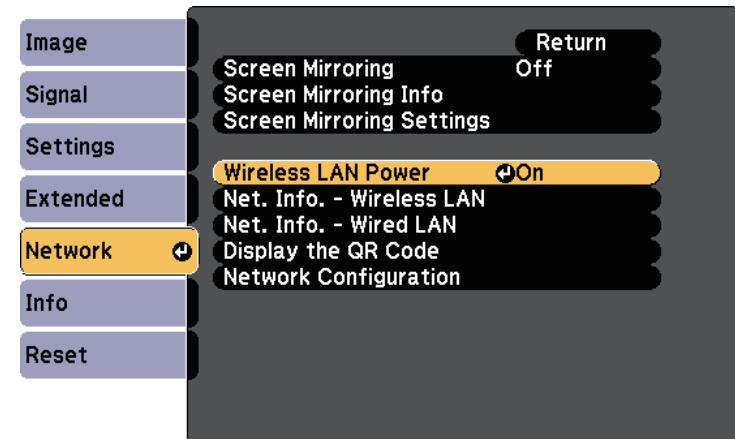 Image
Signal
Settings
Extended
Network
Info
Reset
Return
Screen Mirroring Off
Screen Mirroring Info
Screen Mirroring Settings
Wireless LAN Power On
Net. Info. - Wireless LAN
Net. Info. - Wired LAN
Display the QR Code
Network Configuration